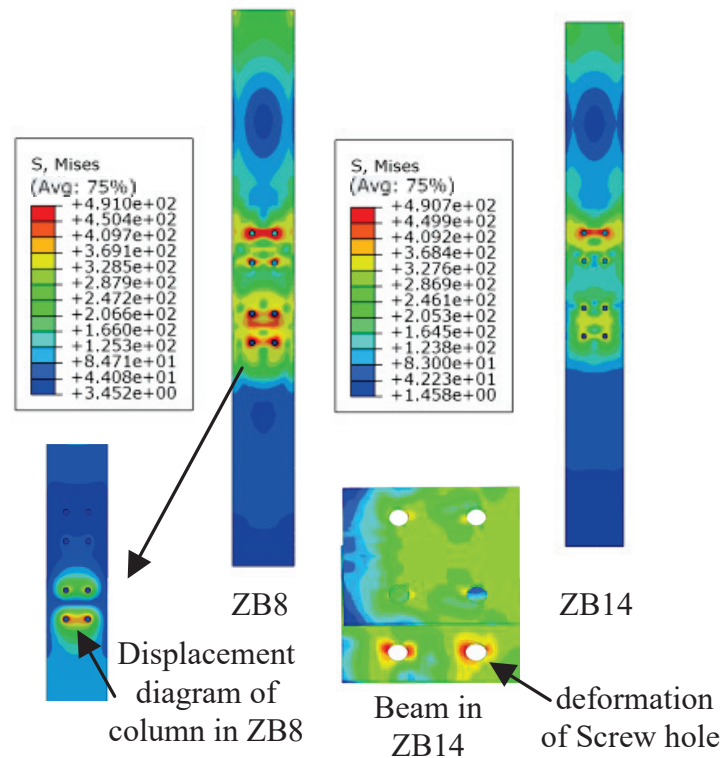 S, Mises
(Avg: 75%)
+4.910e+02
+4.504e+02
+4.097e+02
+3.691e+02
+3.285e+02
+2.879e+02
+2.472e+02
+2.066e+02
+1.660e+02
+1.253e+02
+8.471e+01
+4.408e+01
+3.452e+00
S, Mises
(Avg: 75%)
+4.907e+02
+4.499e+02
+4.092e+02
+3.684e+02
+3.276e+02
+2.869e+02
+2.461e+02
+2.053e+02
+1.645e+02
+1.238e+02
+8.300e+01
+4.223e+01
+1.458e+00
ZB8
ZB14
Displacement
diagram of
column in ZB8
Beam in
ZB14
deformation
of Screw hole